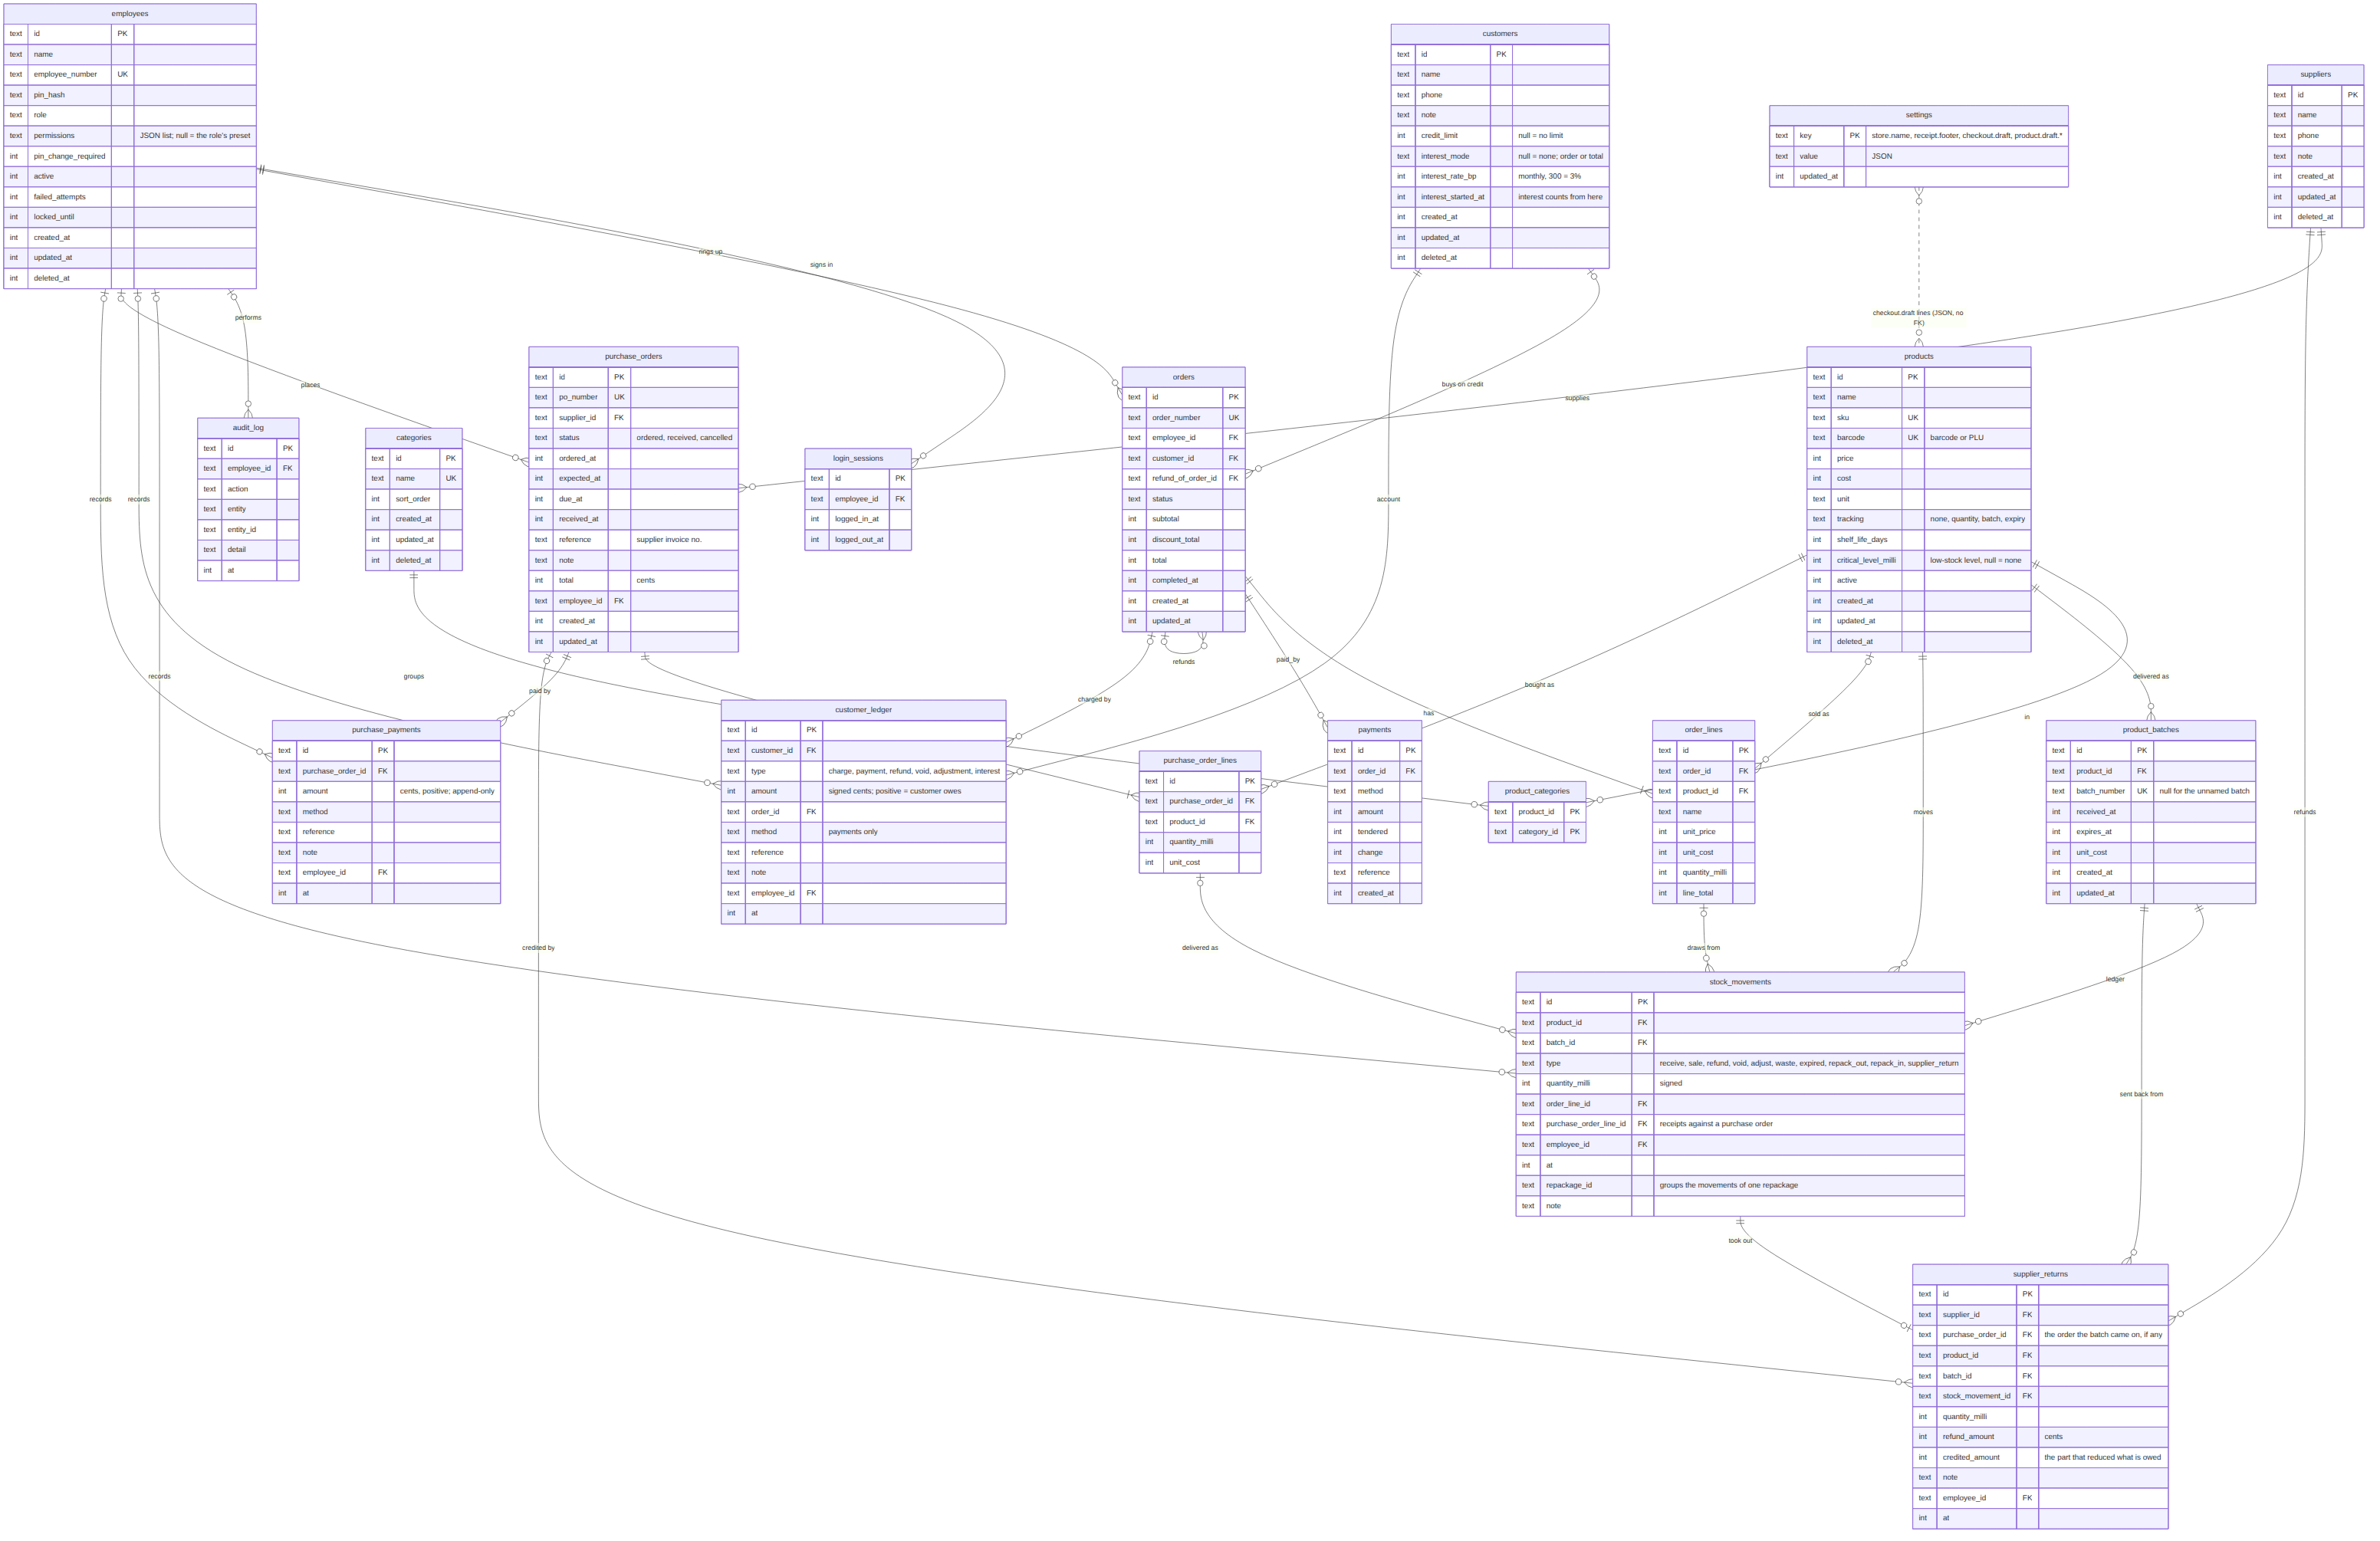 employees
text id PK
text name
text employee_number UK
text pin_hash
text role
text permissions JSON list; null = the role's preset
int pin_change_required
int active
int failed_attempts
int locked_until
int created_at
int updated_at
int deleted_at
customers
text id PK
text name
text phone
text note
int credit_limit null = no limit
text interest_mode null = none; order or total
int interest_rate_bp monthly, 300 = 3%
int interest_started_at interest counts from here
int created_at
int updated_at
int deleted_at
settings
text key PK store.name, receipt.footer, checkout.draft, product.draft.*
text value JSON
int updated_at
suppliers
text id PK
text name
text phone
text note
int created_at
int updated_at
int deleted_at
rings up
signs in
performs
checkout.draft lines (JSON, no
FK)
places
buys on credit
supplies
records
records
account
audit_log
text id PK
text employee_id FK
text action
text entity
text entity_id
text detail
int at
categories
text id PK
text name UK
int sort_order
int created_at
int updated_at
int deleted_at
purchase_orders
text id PK
text po_number UK
text supplier_id FK
text status ordered, received, cancelled
int ordered_at
int expected_at
int due_at
int received_at
text reference supplier invoice no.
text note
int total cents
text employee_id FK
int created_at
int updated_at
login_sessions
text id PK
text employee_id FK
int logged_in_at
int logged_out_at
orders
text id PK
text order_number UK
text employee_id FK
text customer_id FK
text refund_of_order_id FK
text status
int subtotal
int discount_total
int total
int completed_at
int created_at
int updated_at
products
text id PK
text name
text sku UK
text barcode UK barcode or PLU
int price
int cost
text unit
text tracking none, quantity, batch, expiry
int shelf_life_days
int critical_level_milli low-stock level, null = none
int active
int created_at
int updated_at
int deleted_at
records
groups
paid by
refunds
paid_by
charged by
bought as
has
sold as
delivered as
in
moves
refunds
purchase_payments
text id PK
text purchase_order_id FK
int amount cents, positive; append-only
text method
text reference
text note
text employee_id FK
int at
customer_ledger
text id PK
text customer_id FK
text type charge, payment, refund, void, adjustment, interest
int amount signed cents; positive = customer owes
text order_id FK
text method payments only
text reference
text note
text employee_id FK
int at
purchase_order_lines
text id PK
text purchase_order_id FK
text product_id FK
int quantity_milli
int unit_cost
payments
text id PK
text order_id FK
text method
int amount
int tendered
int change
text reference
int created_at
product_categories
text product_id PK
text category_id PK
order_lines
text id PK
text order_id FK
text product_id FK
text name
int unit_price
int unit_cost
int quantity_milli
int line_total
product_batches
text id PK
text product_id FK
text batch_number UK null for the unnamed batch
int received_at
int expires_at
int unit_cost
int created_at
int updated_at
credited by
delivered as
draws from
ledger
sent back from
stock_movements
text id PK
text product_id FK
text batch_id FK
text type receive, sale, refund, void, adjust, waste, expired, repack_out, repack_in, supplier_return
int quantity_milli signed
text order_line_id FK
text purchase_order_line_id FK receipts against a purchase order
text employee_id FK
int at
text repackage_id groups the movements of one repackage
text note
took out
supplier_returns
text id PK
text supplier_id FK
text purchase_order_id FK the order the batch came on, if any
text product_id FK
text batch_id FK
text stock_movement_id FK
int quantity_milli
int refund_amount cents
int credited_amount the part that reduced what is owed
text note
text employee_id FK
int at